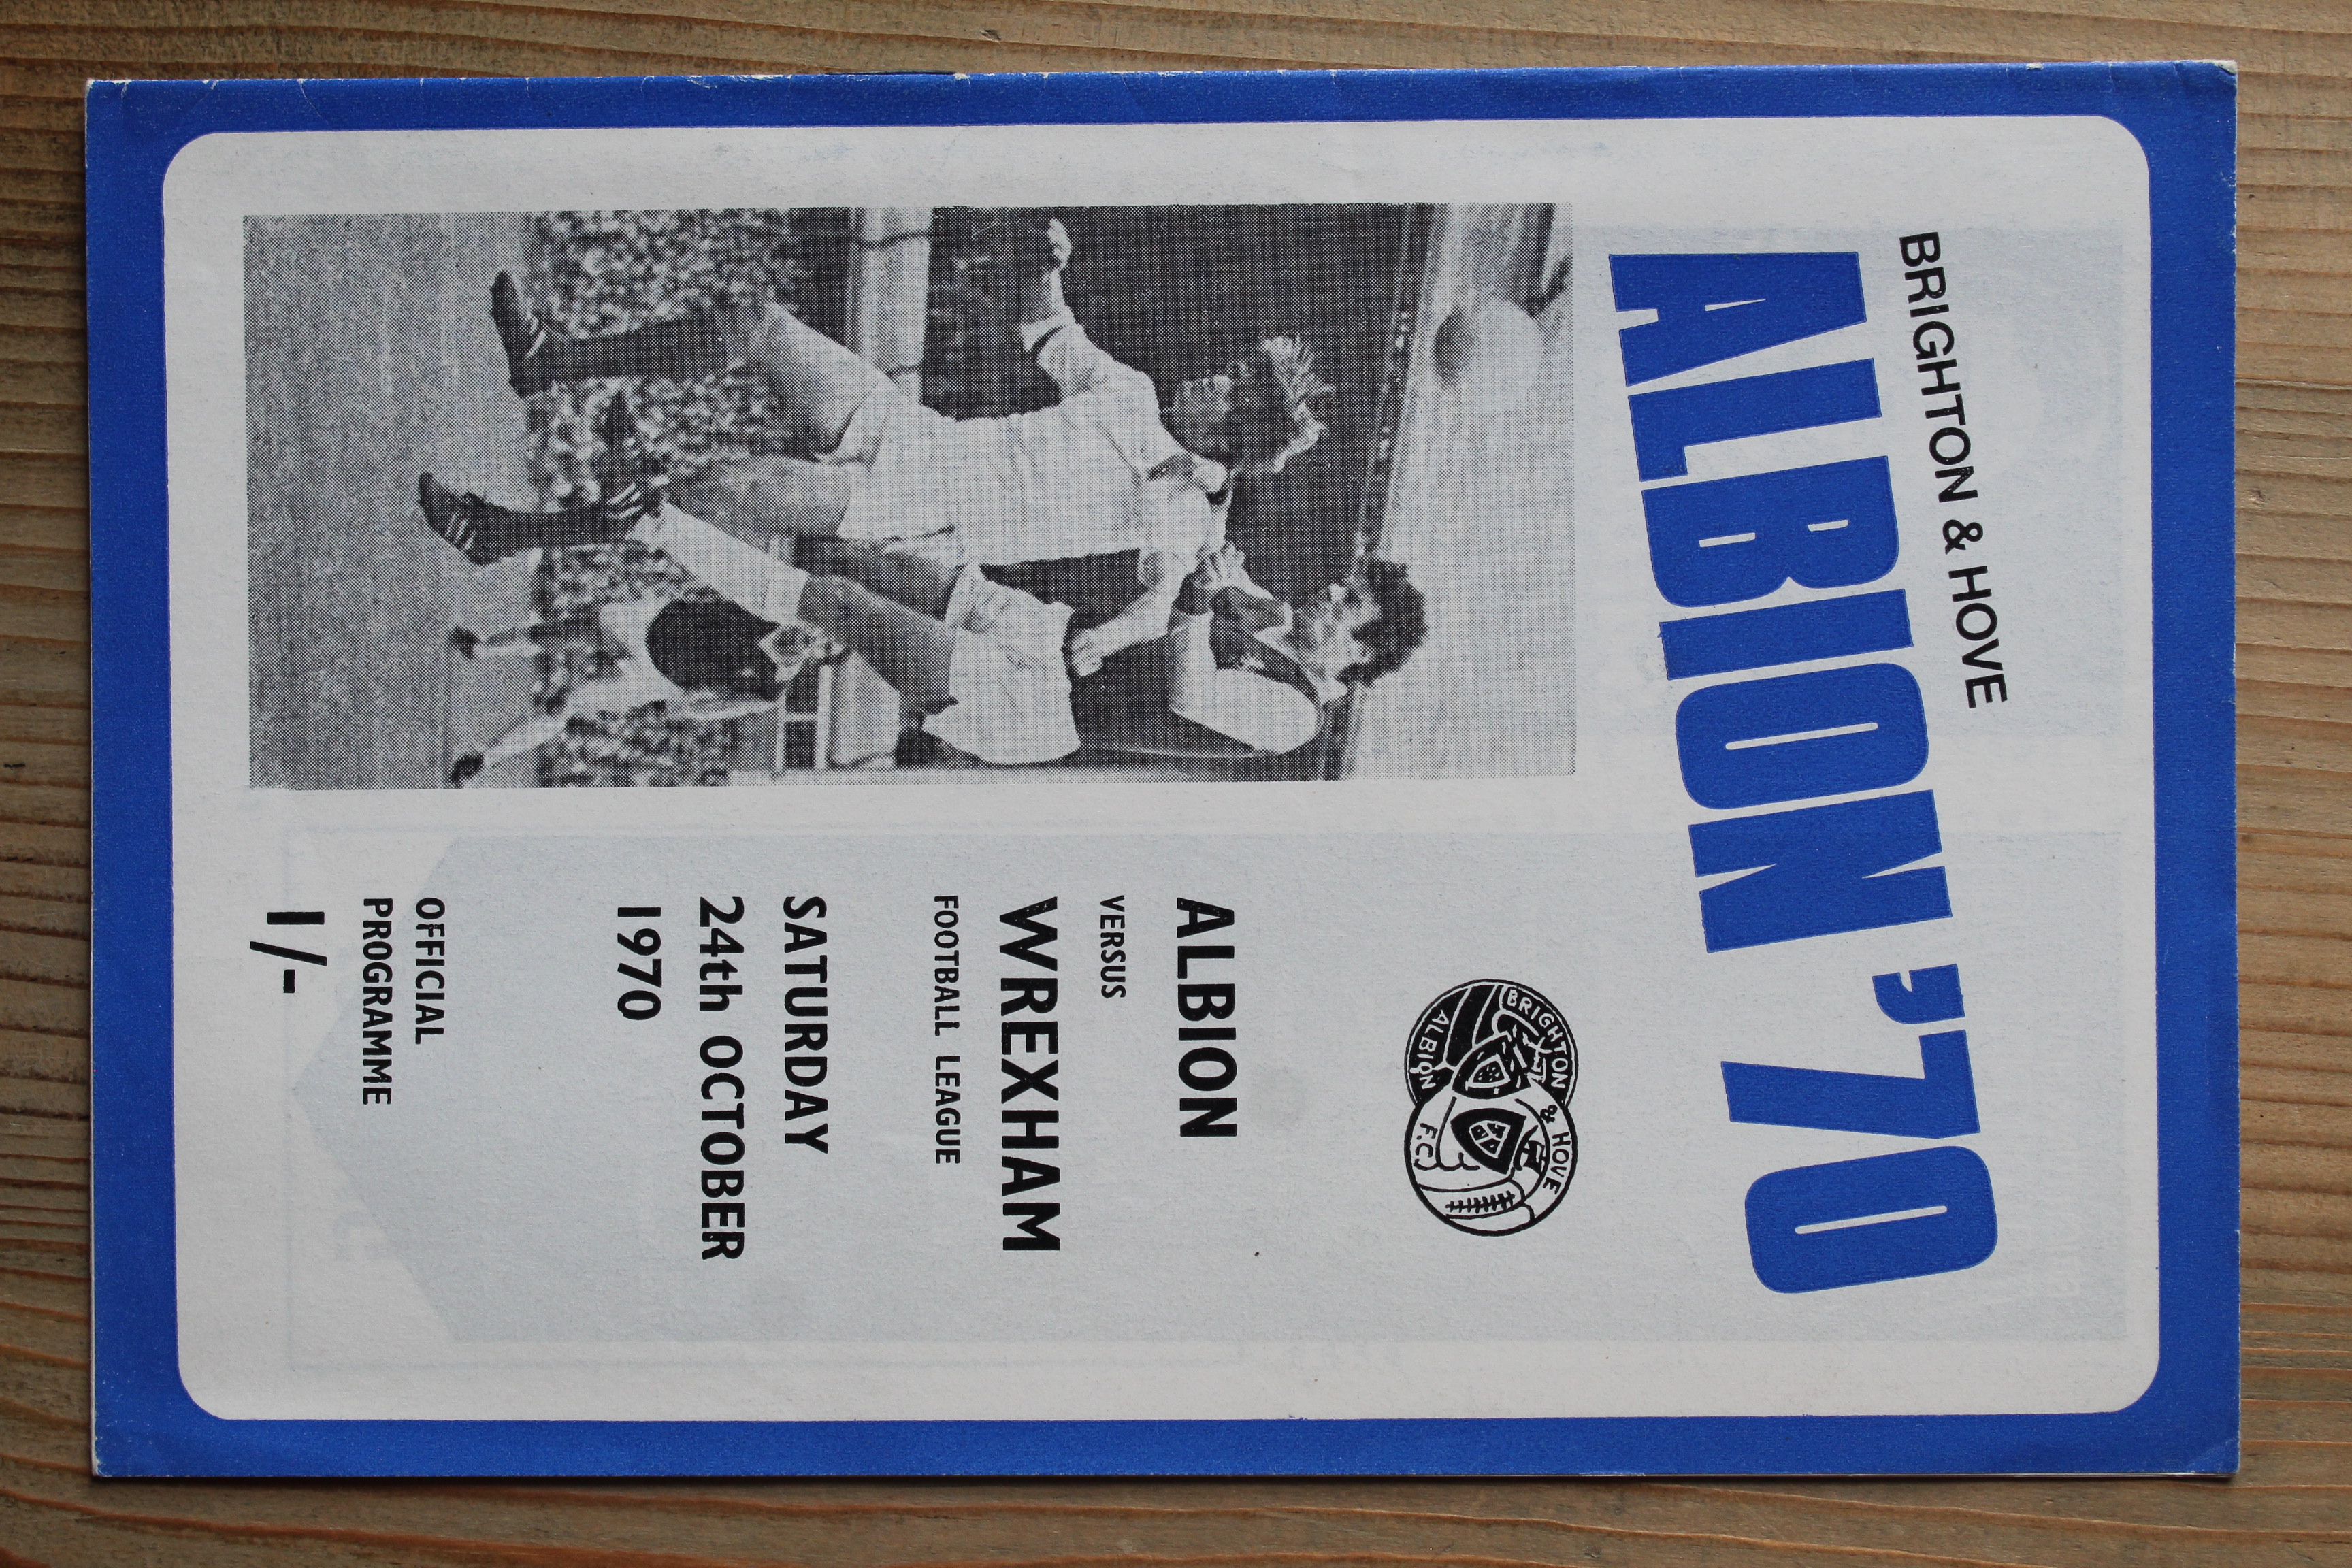 BRIGHTON & HOVE
ALBION '70
BRIGHTON & HOVE
ALBION F.C.
ALBION
VERSUS
WREXHAM
FOOTBALL LEAGUE
SATURDAY
24th OCTOBER
1970
OFFICIAL
PROGRAMME
1/-